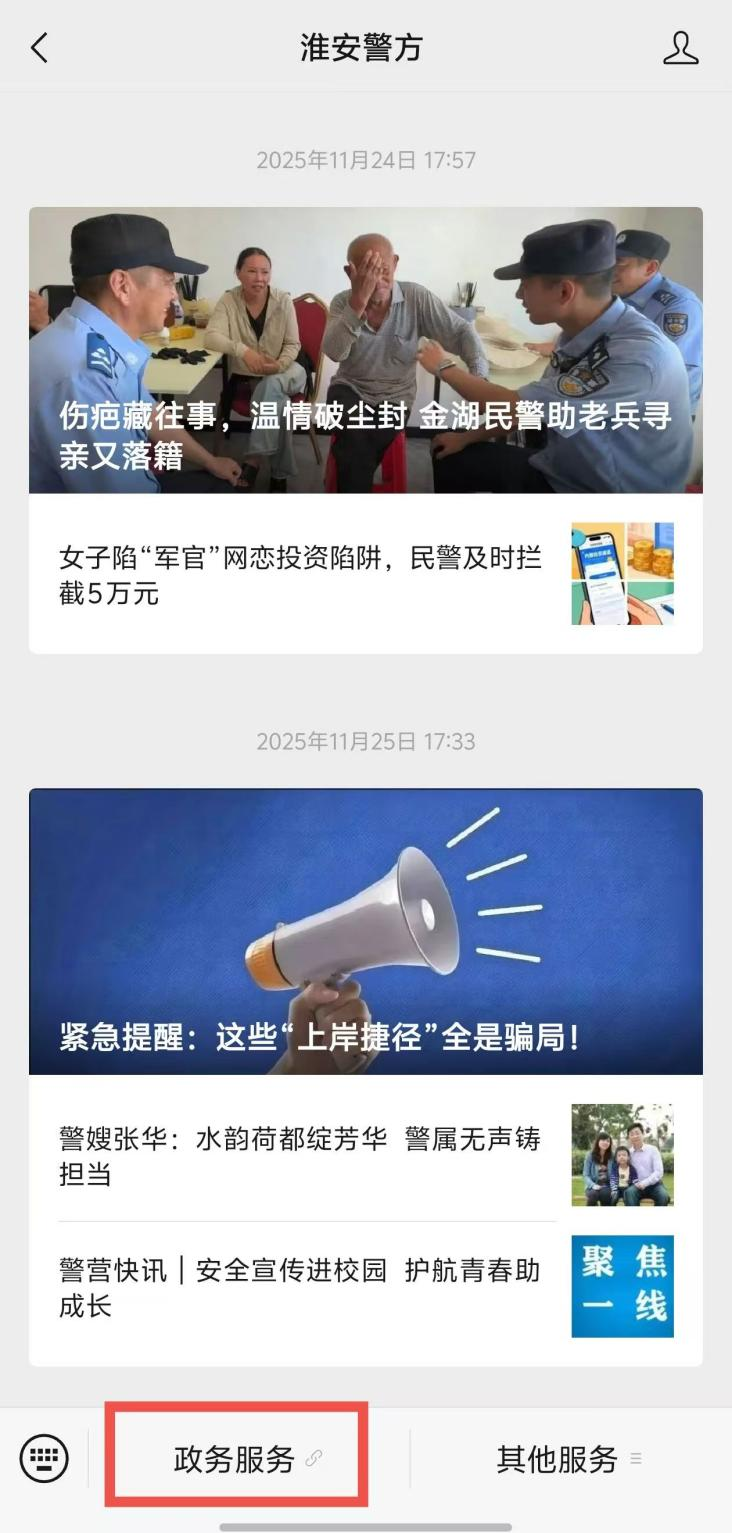 淮安警方
2025年11月24日 17:57
伤疤藏往事，温情破尘封 金湖民警助老兵寻
亲又落籍
女子陷“军官”网恋投资陷阱，民警及时拦
截5万元
2025年11月25日 17:33
紧急提醒：这些“上岸捷径”全是骗局！
警嫂张华：水韵荷都绽芳华 警属无声铸
担当
警营快讯｜安全宣传进校园 护航青春助
成长
聚焦
一线
政务服务
其他服务